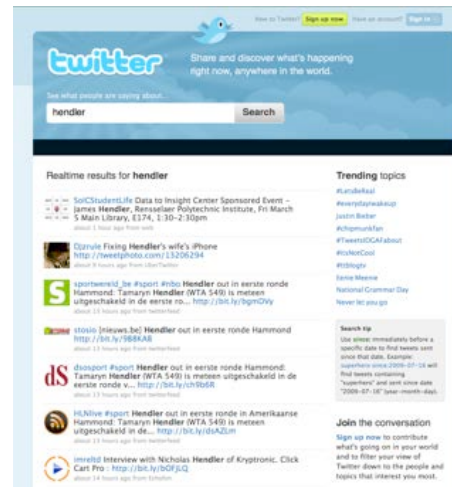 New to Twitter? Sign up now Have an account? Sign in
twitter
Share and discover what's happening
right now, anywhere in the world.
See what people are saying about...
hendler
Search
Realtime results for hendler
SoICStudentLife Data to Insight Center Sponsored Event –
James Hendler, Rensselaer Polytechnic Institute, Fri March
5 Main Library, E174, 1:30-2:30pm
about 1 hour ago from web
Djzrule Fixing Hendler's wife's iPhone
http://tweetphoto.com/13206294
about 9 hours ago from UberTwitter
S
sportwereld_be #sport #nbo Hendler out in eerste ronde
Hammond: Tamaryn Hendler (WTA 549) is meteen
uitgeschakeld in de eerste ro... http://bit.ly/bgmOVy
about 13 hours ago from twitterfeed
stosio [nieuws.be] Hendler out in eerste ronde Hammond
http://bit.ly/9B8KA8
about 13 hours ago from twitterfeed
dS
dssosport #sport Hendler out in eerste ronde Hammond:
Tamaryn Hendler (WTA 549) is meteen uitgeschakeld in de
eerste ronde v... http://bit.ly/ch9b6R
about 13 hours ago from twitterfeed
HLNlive #sport Hendler out in eerste ronde in Amerikaanse
Hammond: Tamaryn Hendler (WTA 549) is meteen
uitgeschakeld in de... http://bit.ly/dsAZLm
about 13 hours ago from twitterfeed
imreltd Interview with Nicholas Hendler of Kryptronic. Click
Cart Pro : http://bit.ly/bOFJLQ
about 14 hours ago from Echofon
Trending topics
#LetsBeReal
#everydaywakeup
Justin Bieber
#chipmunkfan
#TweetsIOGAFabout
#ItsNotCool
#ttblogtv
Eenie Meenie
National Grammar Day
Never let you go
Search tip
Use since: immediately before a
specific date to find tweets sent
since that date. Example:
superhero since:2009-07-16 will
find tweets containing
"superhero" and sent since date
"2009-07-16" (year-month-day).
Join the conversation
Sign up now to contribute
what's going on in your world
and to filter your view of
Twitter down to the people and
topics that interest you most.